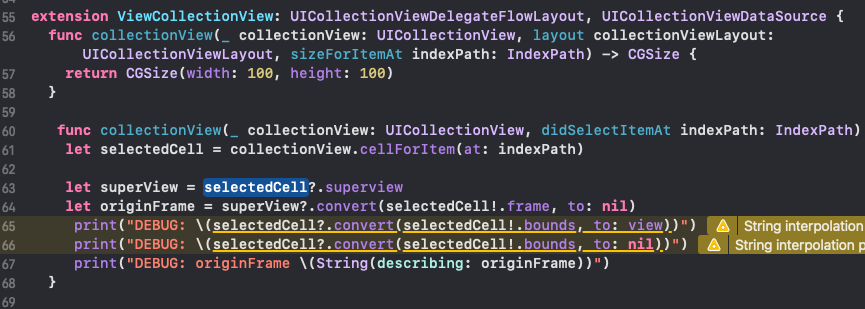 55 extension ViewCollectionView: UICollectionViewDelegateFlowLayout, UICollectionViewDataSource {
56 func collectionView(_ collectionView: UICollectionView, layout collectionViewLayout:
UICollectionViewLayout, sizeForItemAt indexPath: IndexPath) -> CGSize {
57 return CGSize(width: 100, height: 100)
58 }
59
60 func collectionView(_ collectionView: UICollectionView, didSelectItemAt indexPath: IndexPath)
61 let selectedCell = collectionView.cellForItem(at: indexPath)
62
63 let superView = selectedCell?.superview
64 let originFrame = superView?.convert(selectedCell!.frame, to: nil)
65 print("DEBUG: \(selectedCell?.convert(selectedCell!.bounds, to: view))") String interpolation
66 print("DEBUG: \(selectedCell?.convert(selectedCell!.bounds, to: nil))") String interpolation p
67 print("DEBUG: originFrame \(String(describing: originFrame))")
68 }
69